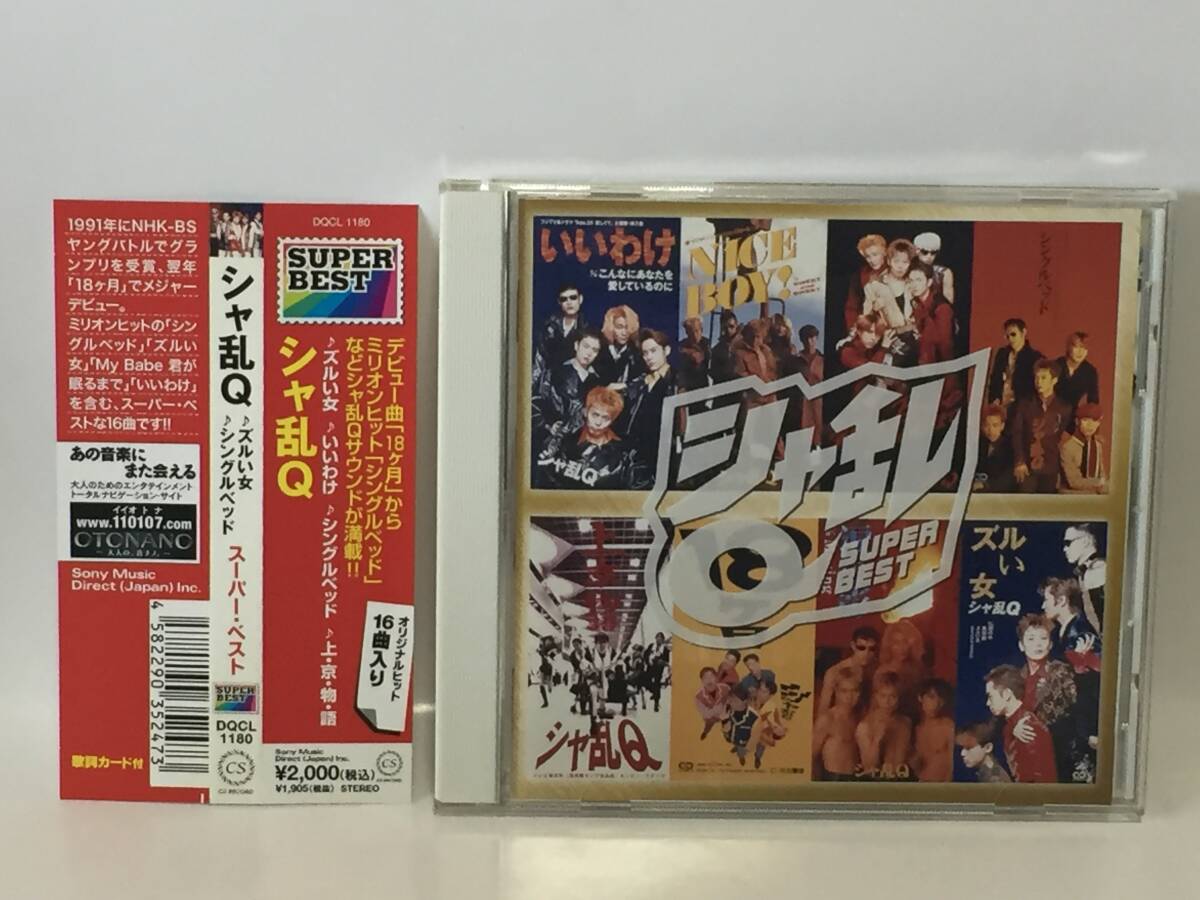 1991年にNHK-BS
ヤングバトルでグラ
ンプリを受賞、翌年
「18ヶ月」でメジャー
デビュー。
ミリオンヒットの「シン
グルベッド」「ズルい
女」「My Babe 君が
眠るまで」「いいわけ」
を含む、スーパー・ベ
ストな16曲です!!
あの音楽に
また会える
大人のためのエンタテインメント
トータルナビゲーション・サイト
イイオトナ
www.110107.com
OTONANO
Sony Music
Direct (Japan) Inc.
4582290352473
歌詞カード付
シャ乱Q
♪ズルい女
♪シングルベッド
スーパー・ベスト
SUPER
BEST
DQCL
1180
CS
DQCL 1180
SUPER
BEST
デビュー曲「18ヶ月」から
ミリオンヒット「シングルベッド」
などシャ乱Qサウンドが満載!!
♪ズルい女 ♪いいわけ ♪シングルベッド ♪上・京・物・語
シャ乱Q
オリジナルヒット
16曲入り
Sony Music
Direct (Japan) Inc.
¥2,000(税込)
¥1,905(税抜) STEREO
CS
いいわけ
こんなにあなたを
愛しているのに
シャ乱Q
NICE
BOY!
シングルベッド
シャ乱Q
SUPER
BEST
シャ乱Q
シャ乱Q
ズルい女
シャ乱Q